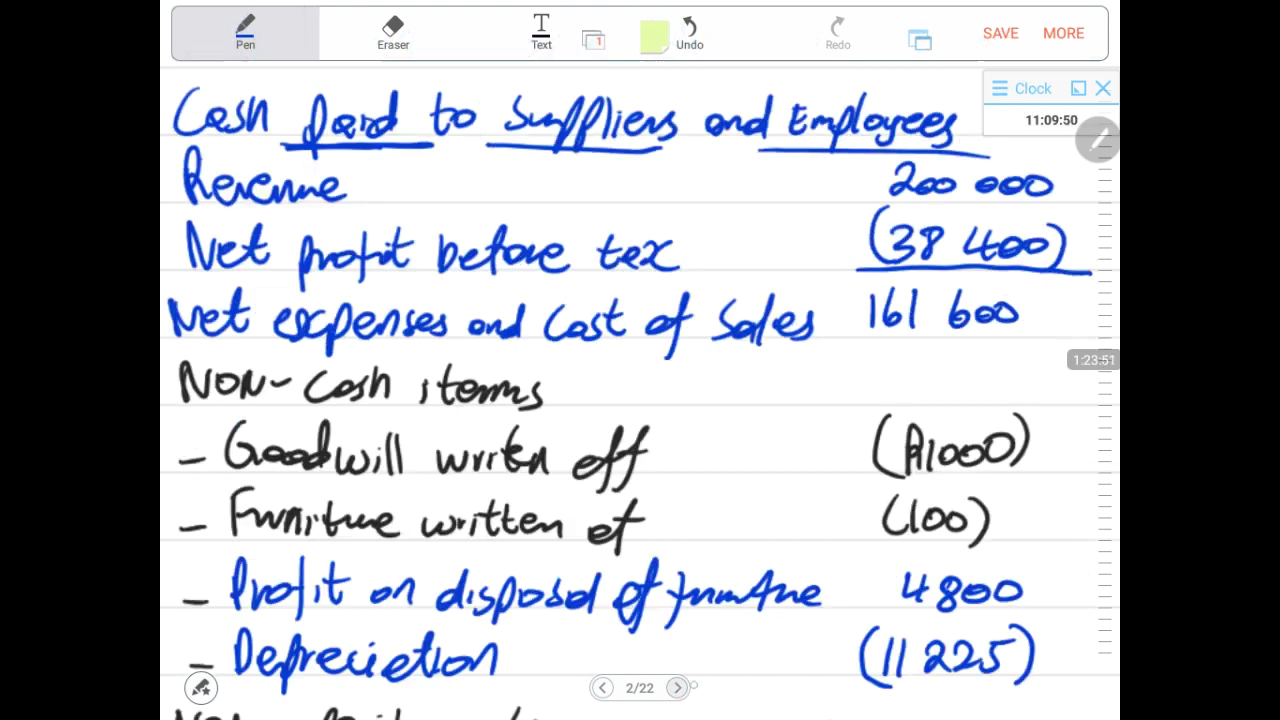 Pen Eraser Text 1 Undo Redo SAVE MORE
Clock
11:09:50
Cash paid to Suppliers and Employees
Revenue 200 000
Net profit before tax (38 400)
Net expenses and Cost of Sales 161 600
1:23:51
NON-Cash items
- Goodwill written off (R1000)
- Furniture written of (100)
- Profit on disposal of furniture 4800
- Depreciation (11 225)
2/22